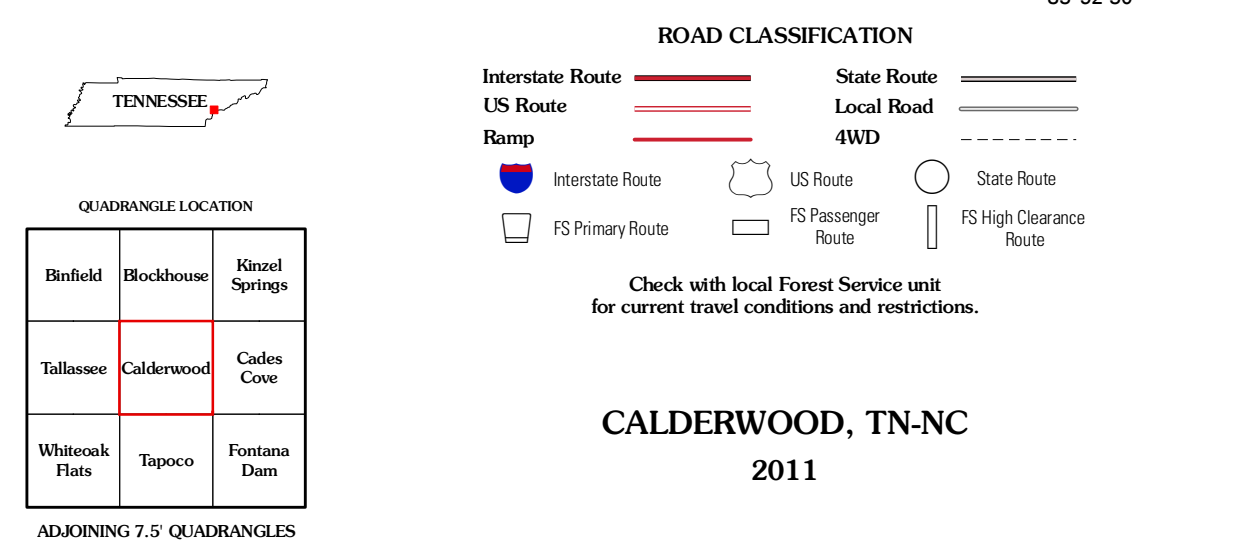 ROAD CLASSIFICATION
Interstate Route
State Route
US Route
Local Road
Ramp
4WD
Interstate Route
US Route
State Route
FS Primary Route
FS Passenger
Route
FS High Clearance
Route
Check with local Forest Service unit
for current travel conditions and restrictions.
TENNESSEE
QUADRANGLE LOCATION
Binfield
Blockhouse
Kinzel
Springs
Tallassee
Calderwood
Cades
Cove
Whiteoak
Flats
Tapoco
Fontana
Dam
ADJOINING 7.5' QUADRANGLES
CALDERWOOD, TN-NC
2011